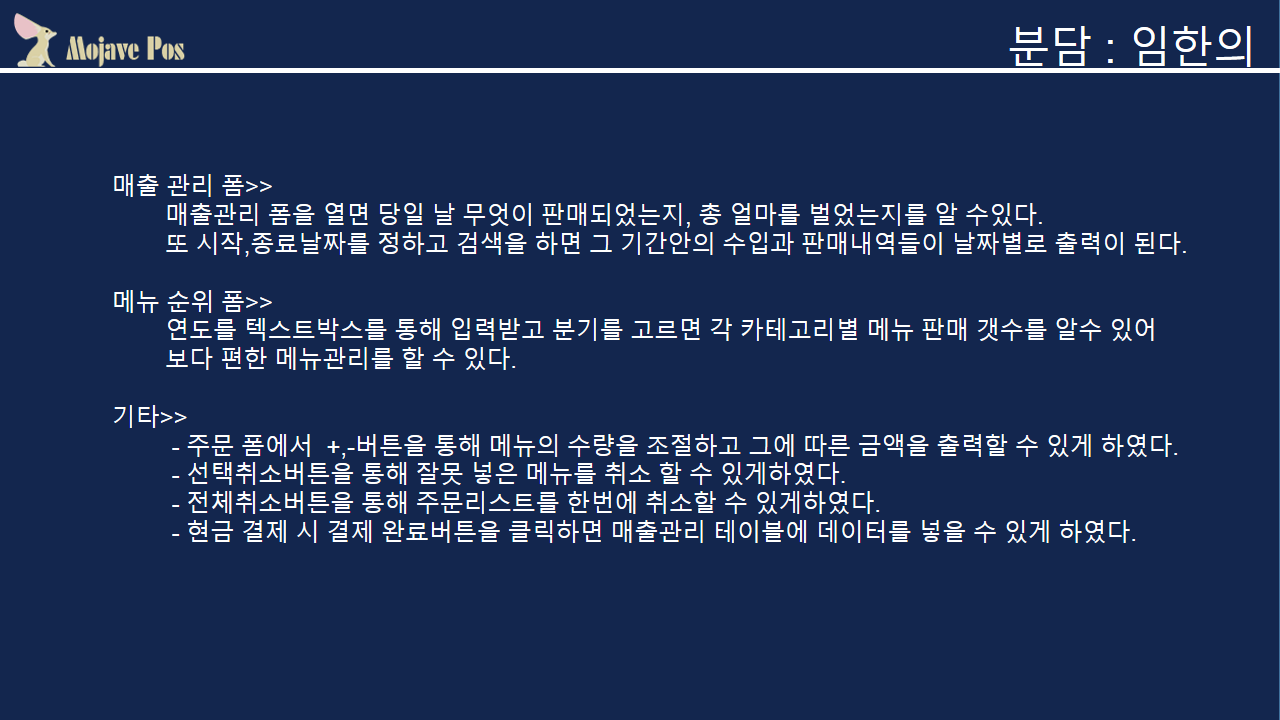 Mojave Pos
분담 : 임한의
매출 관리 폼>>
매출관리 폼을 열면 당일 날 무엇이 판매되었는지, 총 얼마를 벌었는지를 알 수있다.
또 시작,종료날짜를 정하고 검색을 하면 그 기간안의 수입과 판매내역들이 날짜별로 출력이 된다.
메뉴 순위 폼>>
연도를 텍스트박스를 통해 입력받고 분기를 고르면 각 카테고리별 메뉴 판매 갯수를 알수 있어
보다 편한 메뉴관리를 할 수 있다.
기타>>
- 주문 폼에서  +,-버튼을 통해 메뉴의 수량을 조절하고 그에 따른 금액을 출력할 수 있게 하였다.
- 선택취소버튼을 통해 잘못 넣은 메뉴를 취소 할 수 있게하였다.
- 전체취소버튼을 통해 주문리스트를 한번에 취소할 수 있게하였다.
- 현금 결제 시 결제 완료버튼을 클릭하면 매출관리 테이블에 데이터를 넣을 수 있게 하였다.